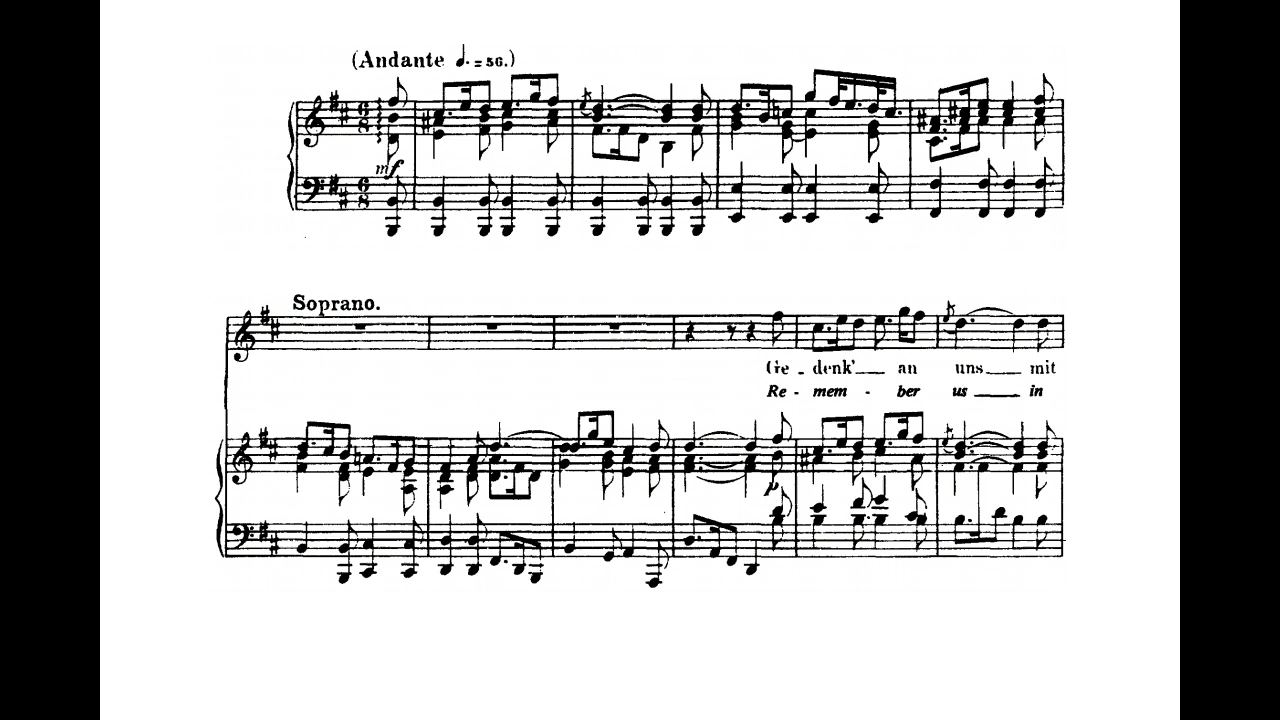 (Andante ♩. = 56.)
mf
Soprano.
Ge - denk' an uns mit
Re - mem - ber us in
p